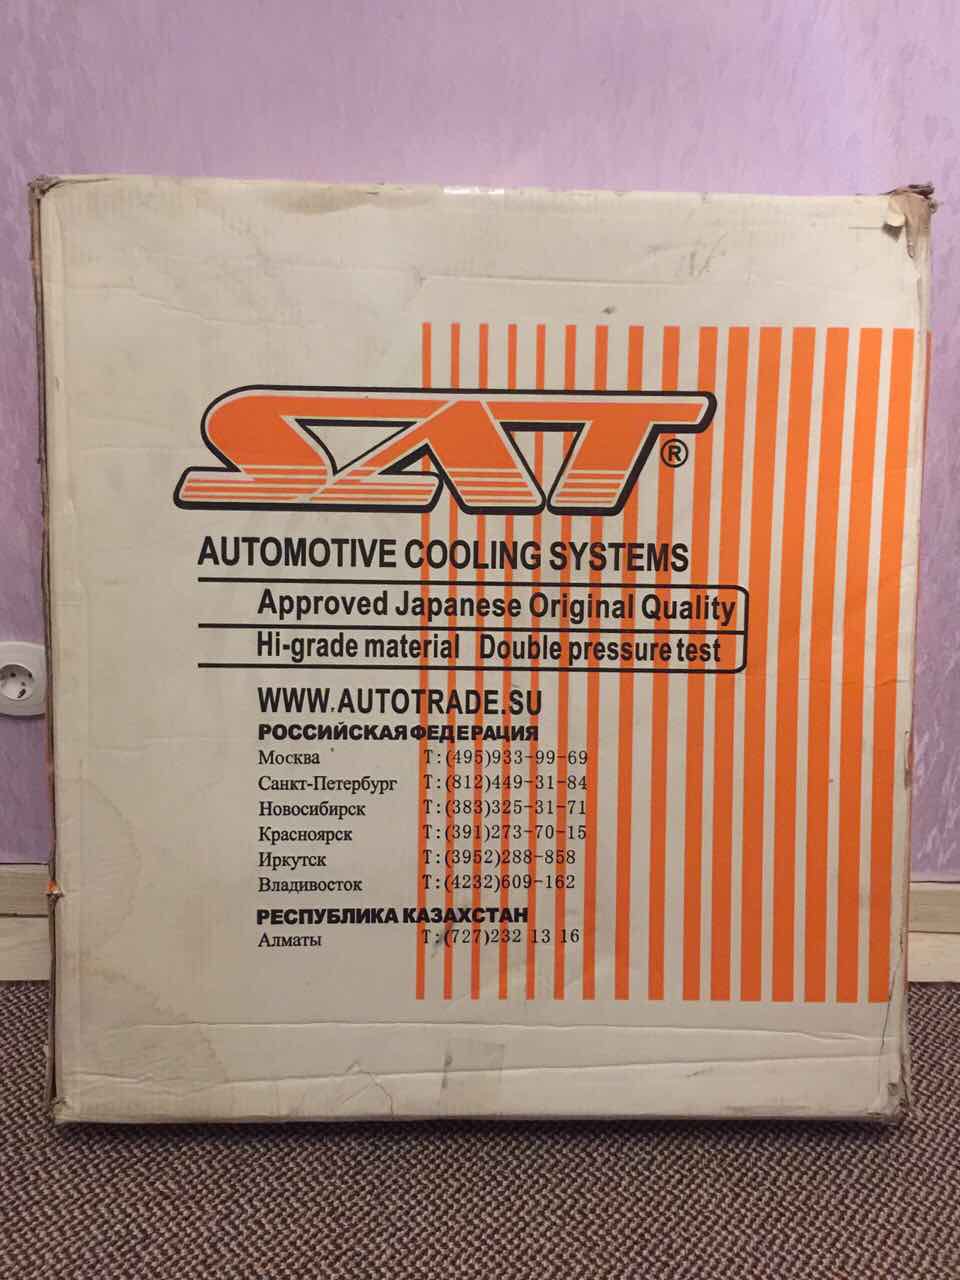 SAT®
AUTOMOTIVE COOLING SYSTEMS
Approved Japanese Original Quality
Hi-grade material Double pressure test
WWW.AUTOTRADE.SU
РОССИЙСКАЯ ФЕДЕРАЦИЯ
Москва T:(495)933-99-69
Санкт-Петербург T:(812)449-31-84
Новосибирск T:(383)325-31-71
Красноярск T:(391)273-70-15
Иркутск T:(3952)288-858
Владивосток T:(4232)609-162
РЕСПУБЛИКА КАЗАХСТАН
Алматы T:(727)232 13 16